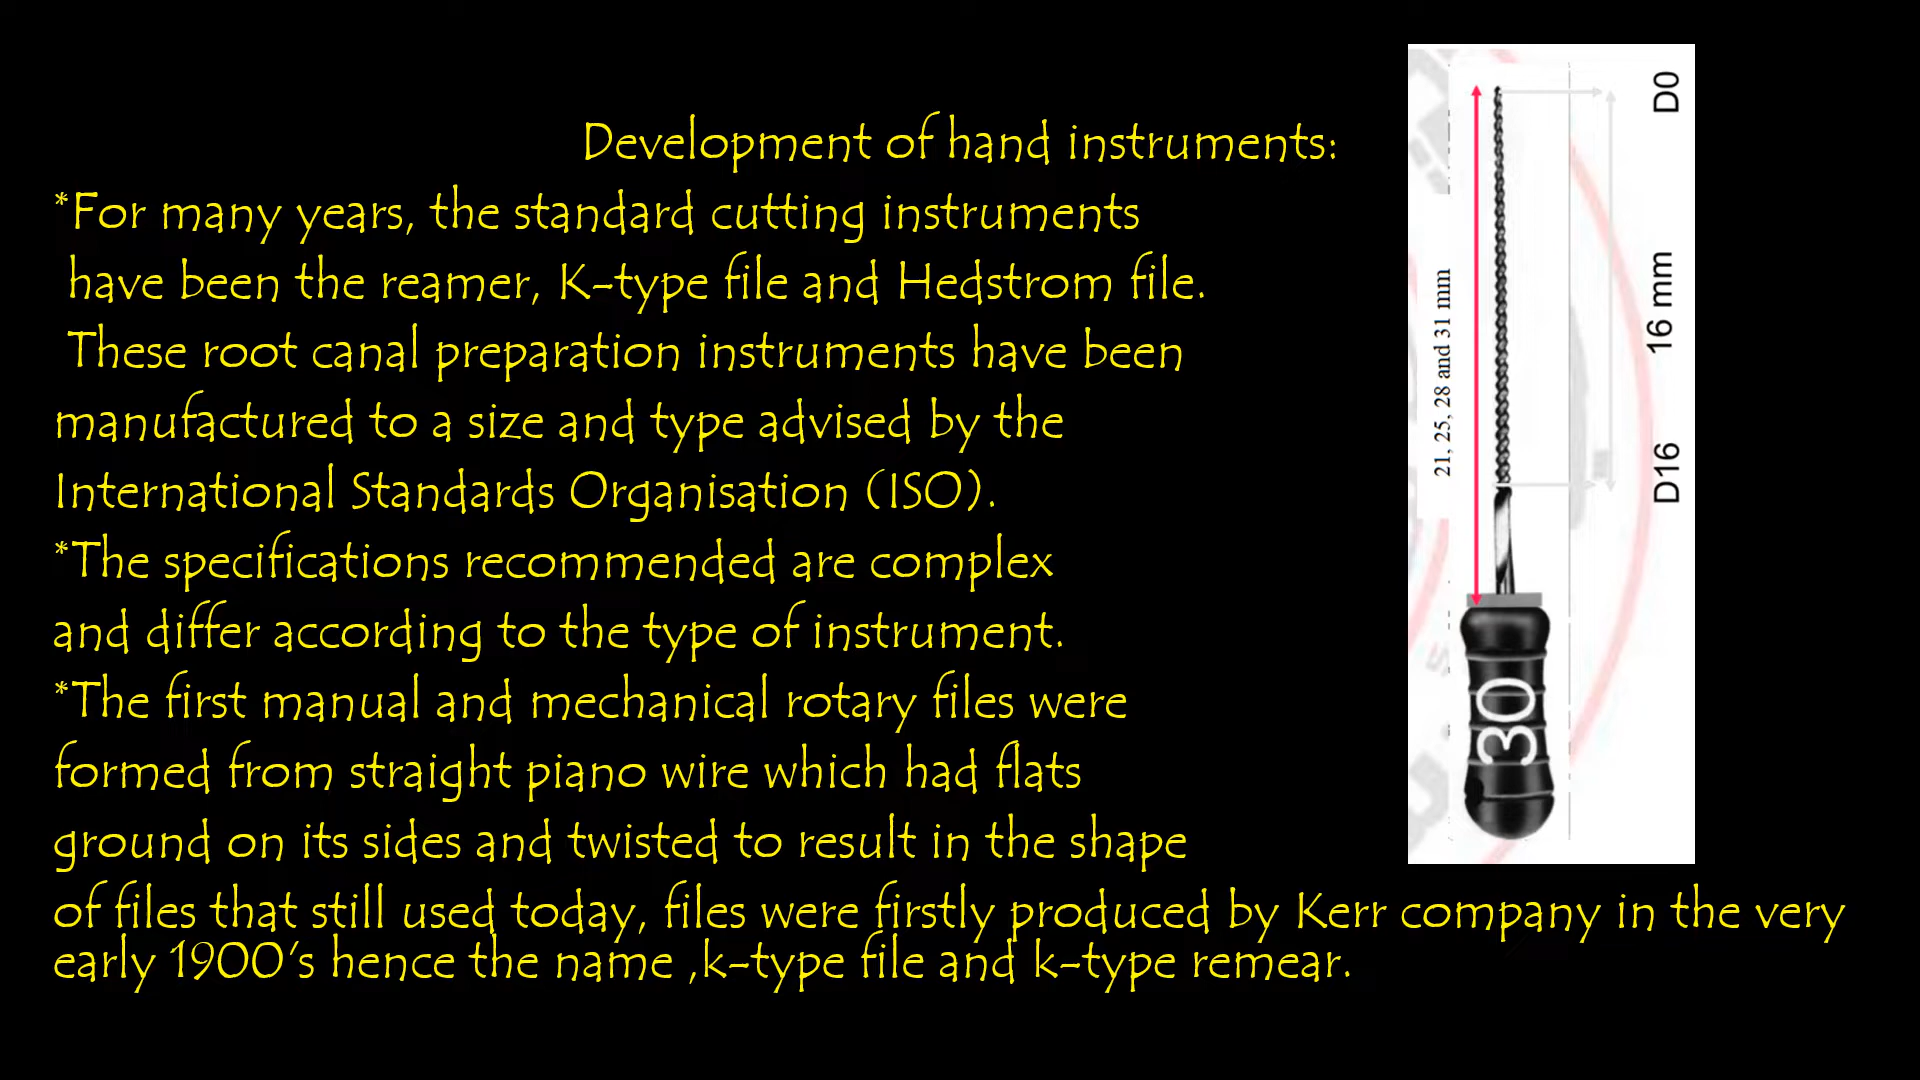 Development of hand instruments:
*For many years, the standard cutting instruments
have been the reamer, K-type file and Hedstrom file.
These root canal preparation instruments have been
manufactured to a size and type advised by the
International Standards Organisation (ISO).
*The specifications recommended are complex
and differ according to the type of instrument.
*The first manual and mechanical rotary files were
formed from straight piano wire which had flats
ground on its sides and twisted to result in the shape
of files that still used today, files were firstly produced by Kerr company in the very
early 1900's hence the name ,k-type file and k-type remear.
21, 25, 28 and 31 mm
D0
16 mm
D16
30